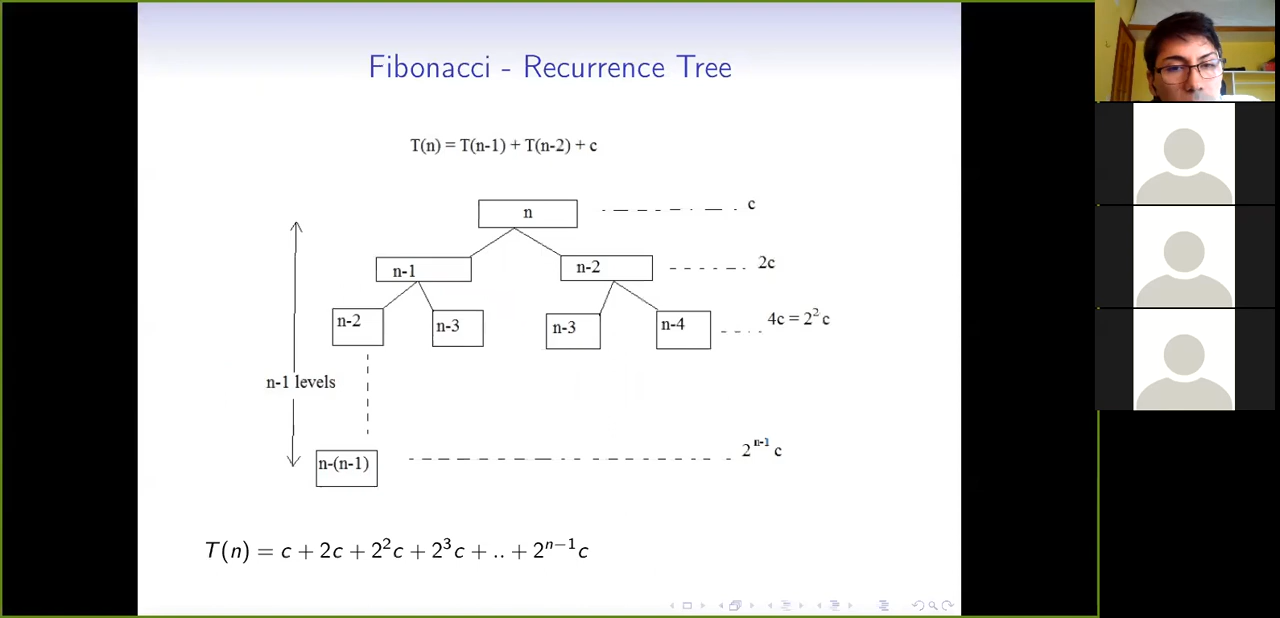 Fibonacci - Recurrence Tree
T(n) = T(n-1) + T(n-2) + c
n
c
n-1
n-2
2c
n-2
n-3
n-3
n-4
4c = 2² c
n-1 levels
n-(n-1)
2ⁿ⁻¹ c
T(n) = c + 2c + 2²c + 2³c + .. + 2ⁿ⁻¹c